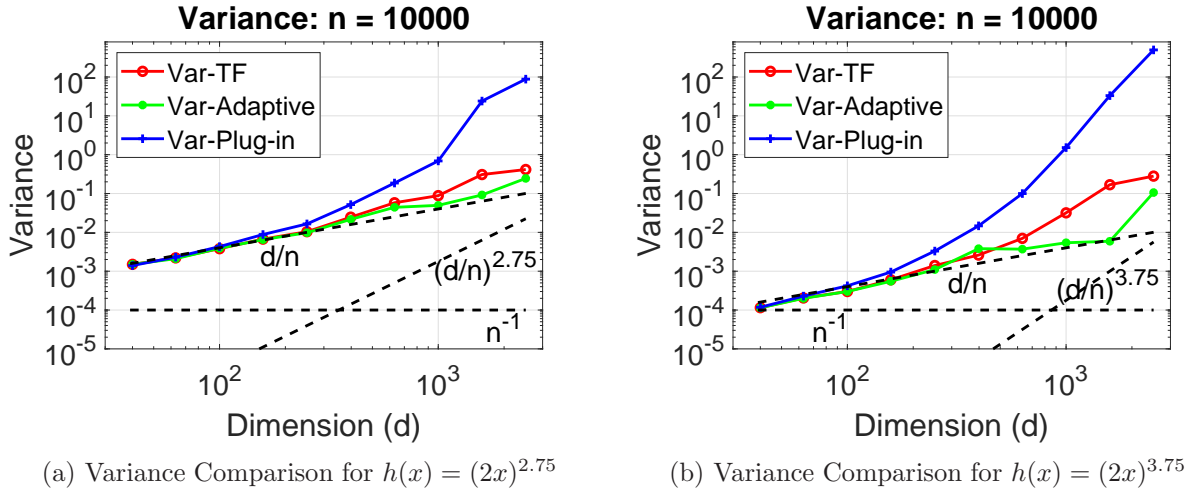 Variance: n = 10000
Variance
10^2
10^1
10^0
10^-1
10^-2
10^-3
10^-4
10^-5
Var-TF
Var-Adaptive
Var-Plug-in
d/n
(d/n)^2.75
n^-1
10^2
10^3
Dimension (d)
(a) Variance Comparison for h(x) = (2x)^2.75
Variance: n = 10000
Variance
10^2
10^1
10^0
10^-1
10^-2
10^-3
10^-4
10^-5
Var-TF
Var-Adaptive
Var-Plug-in
d/n
(d/n)^3.75
n^-1
10^2
10^3
Dimension (d)
(b) Variance Comparison for h(x) = (2x)^3.75